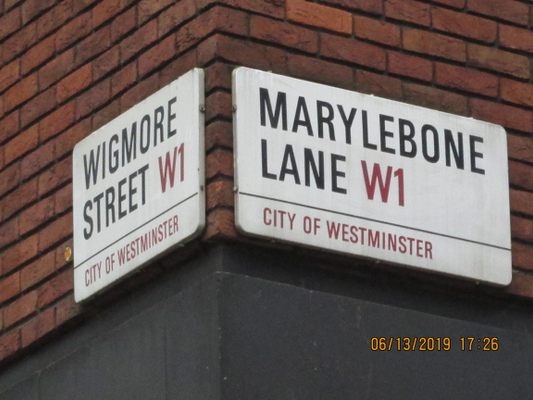 WIGMORE
STREET W1
CITY OF WESTMINSTER
MARYLEBONE
LANE W1
CITY OF WESTMINSTER
06/13/2019 17:26